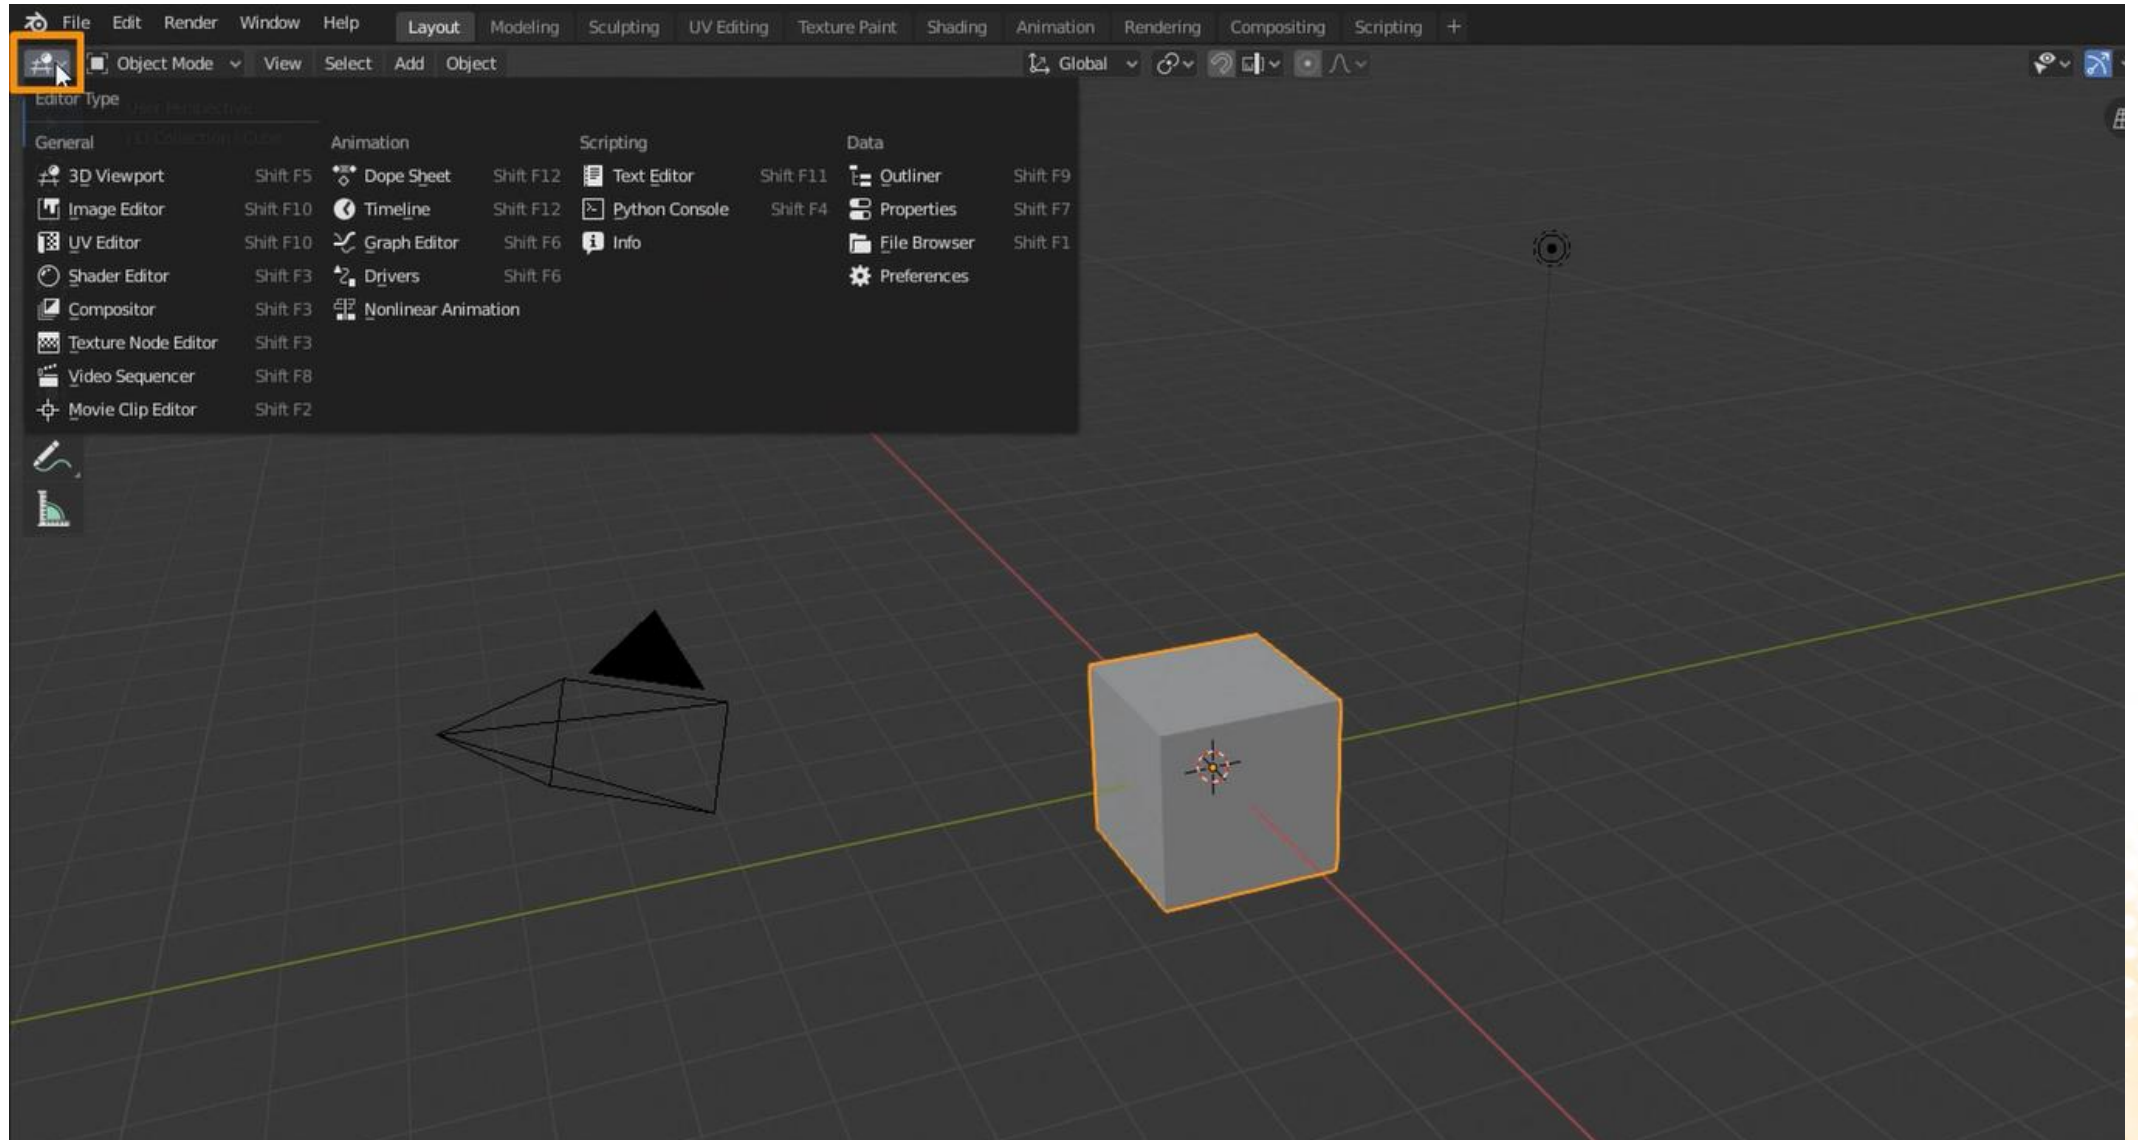 File Edit Render Window Help Layout Modeling Sculpting UV Editing Texture Paint Shading Animation Rendering Compositing Scripting +
Object Mode View Select Add Object Global
Editor Type
User Perspective
(1) Collection | Cube
General
3D Viewport Shift F5
Image Editor Shift F10
UV Editor Shift F10
Shader Editor Shift F3
Compositor Shift F3
Texture Node Editor Shift F3
Video Sequencer Shift F8
Movie Clip Editor Shift F2
Animation
Dope Sheet Shift F12
Timeline Shift F12
Graph Editor Shift F6
Drivers Shift F6
Nonlinear Animation
Scripting
Text Editor Shift F11
Python Console Shift F4
Info
Data
Outliner Shift F9
Properties Shift F7
File Browser Shift F1
Preferences